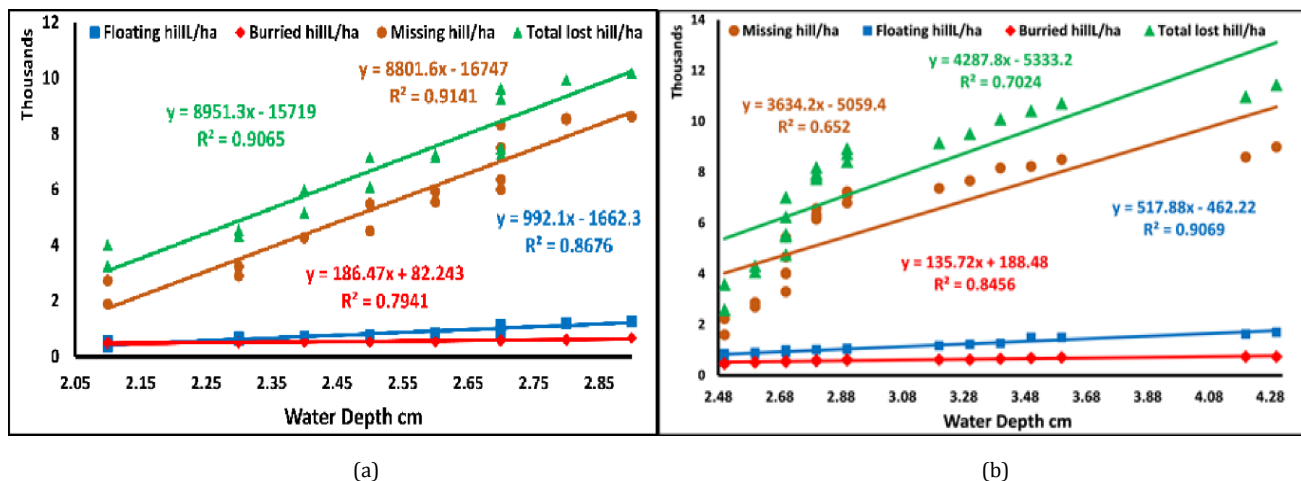 Floating hillL/ha Burried hillL/ha Missing hill/ha Total lost hill/ha
Thousands
12
10
8
6
4
2
0
y = 8801.6x - 16747
R² = 0.9141
y = 8951.3x - 15719
R² = 0.9065
y = 992.1x - 1662.3
R² = 0.8676
y = 186.47x + 82.243
R² = 0.7941
2.05 2.15 2.25 2.35 2.45 2.55 2.65 2.75 2.85
Water Depth cm
(a)
(b)
Missing hill/ha Floating hillL/ha Burried hillL/ha Total lost hill/ha
Thousands
14
12
10
8
6
4
2
0
y = 4287.8x - 5333.2
R² = 0.7024
y = 3634.2x - 5059.4
R² = 0.652
y = 517.88x - 462.22
R² = 0.9069
y = 135.72x + 188.48
R² = 0.8456
2.48 2.68 2.88 3.08 3.28 3.48 3.68 3.88 4.08 4.28
Water Depth cm
(b)